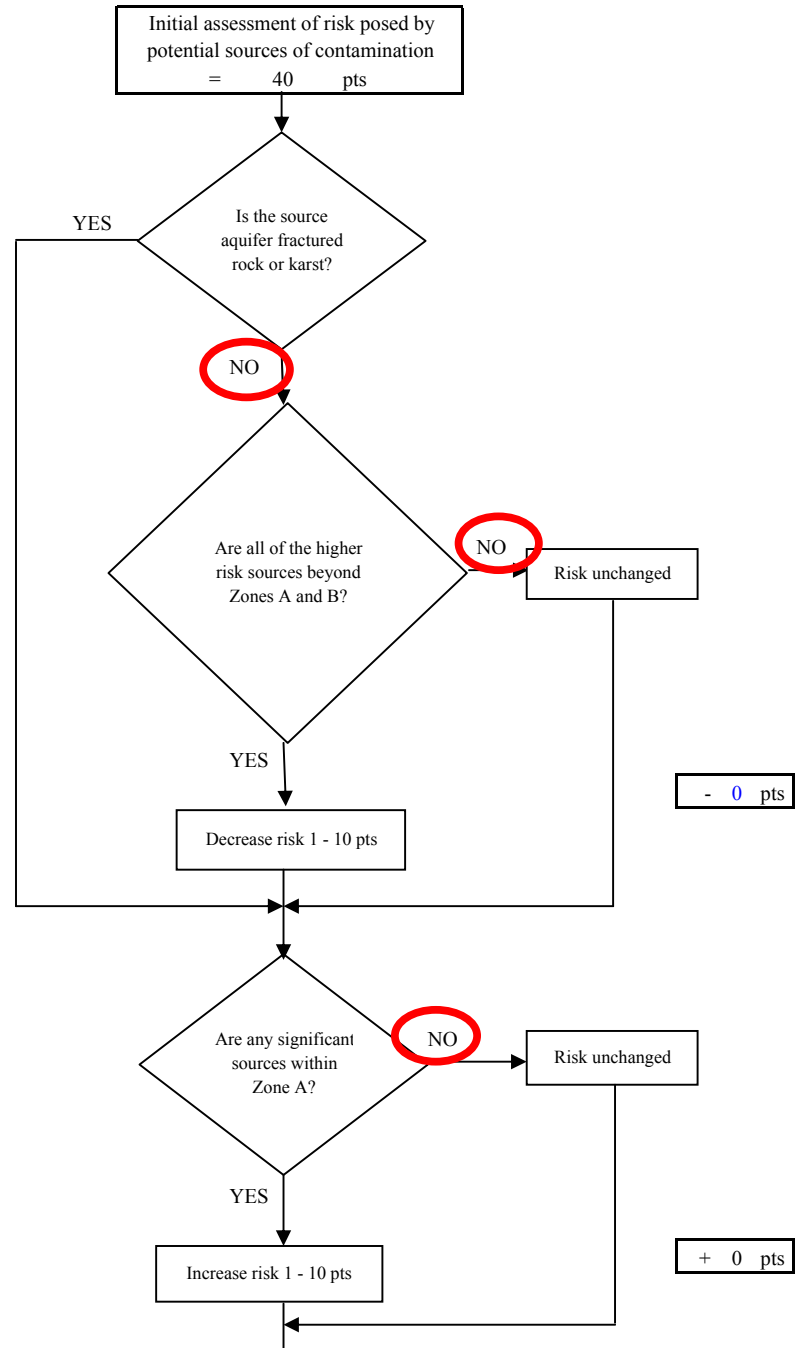 Initial assessment of risk posed by
potential sources of contamination
= 40 pts
YES
Is the source
aquifer fractured
rock or karst?
NO
Are all of the higher
risk sources beyond
Zones A and B?
NO
Risk unchanged
YES
- 0 pts
Decrease risk 1 - 10 pts
Are any significant
sources within
Zone A?
NO
Risk unchanged
YES
+ 0 pts
Increase risk 1 - 10 pts